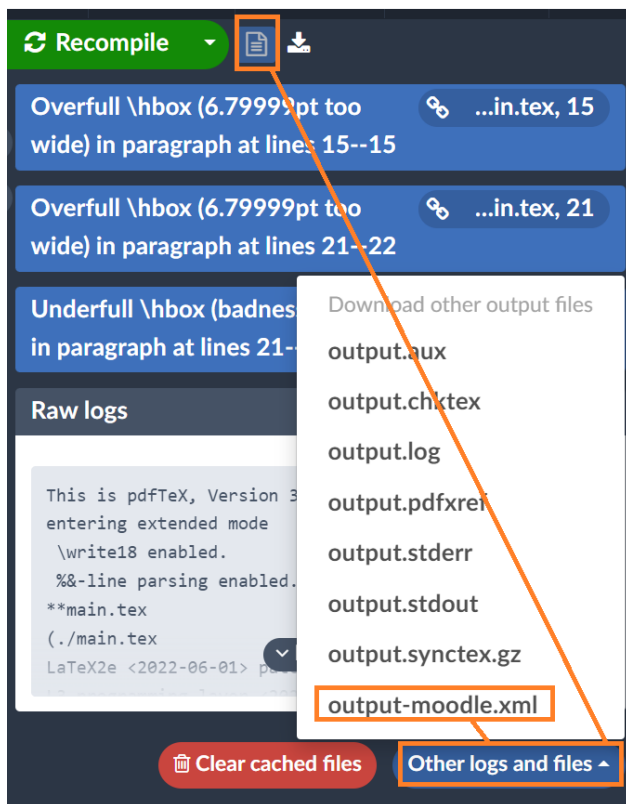 Recompile
Overfull \hbox (6.79999pt too
wide) in paragraph at lines 15--15
...in.tex, 15
Overfull \hbox (6.79999pt too
wide) in paragraph at lines 21--22
...in.tex, 21
Underfull \hbox
in paragraph at lines
Raw logs
This is pdfTeX, Version
entering extended mode
\write18 enabled.
%&-line parsing enabled.
**main.tex
(./main.tex
LaTeX2e <2022-06-01>
Download other output files
output.aux
output.chktex
output.log
output.pdfxref
output.stderr
output.stdout
output.synctex.gz
output-moodle.xml
Clear cached files
Other logs and files